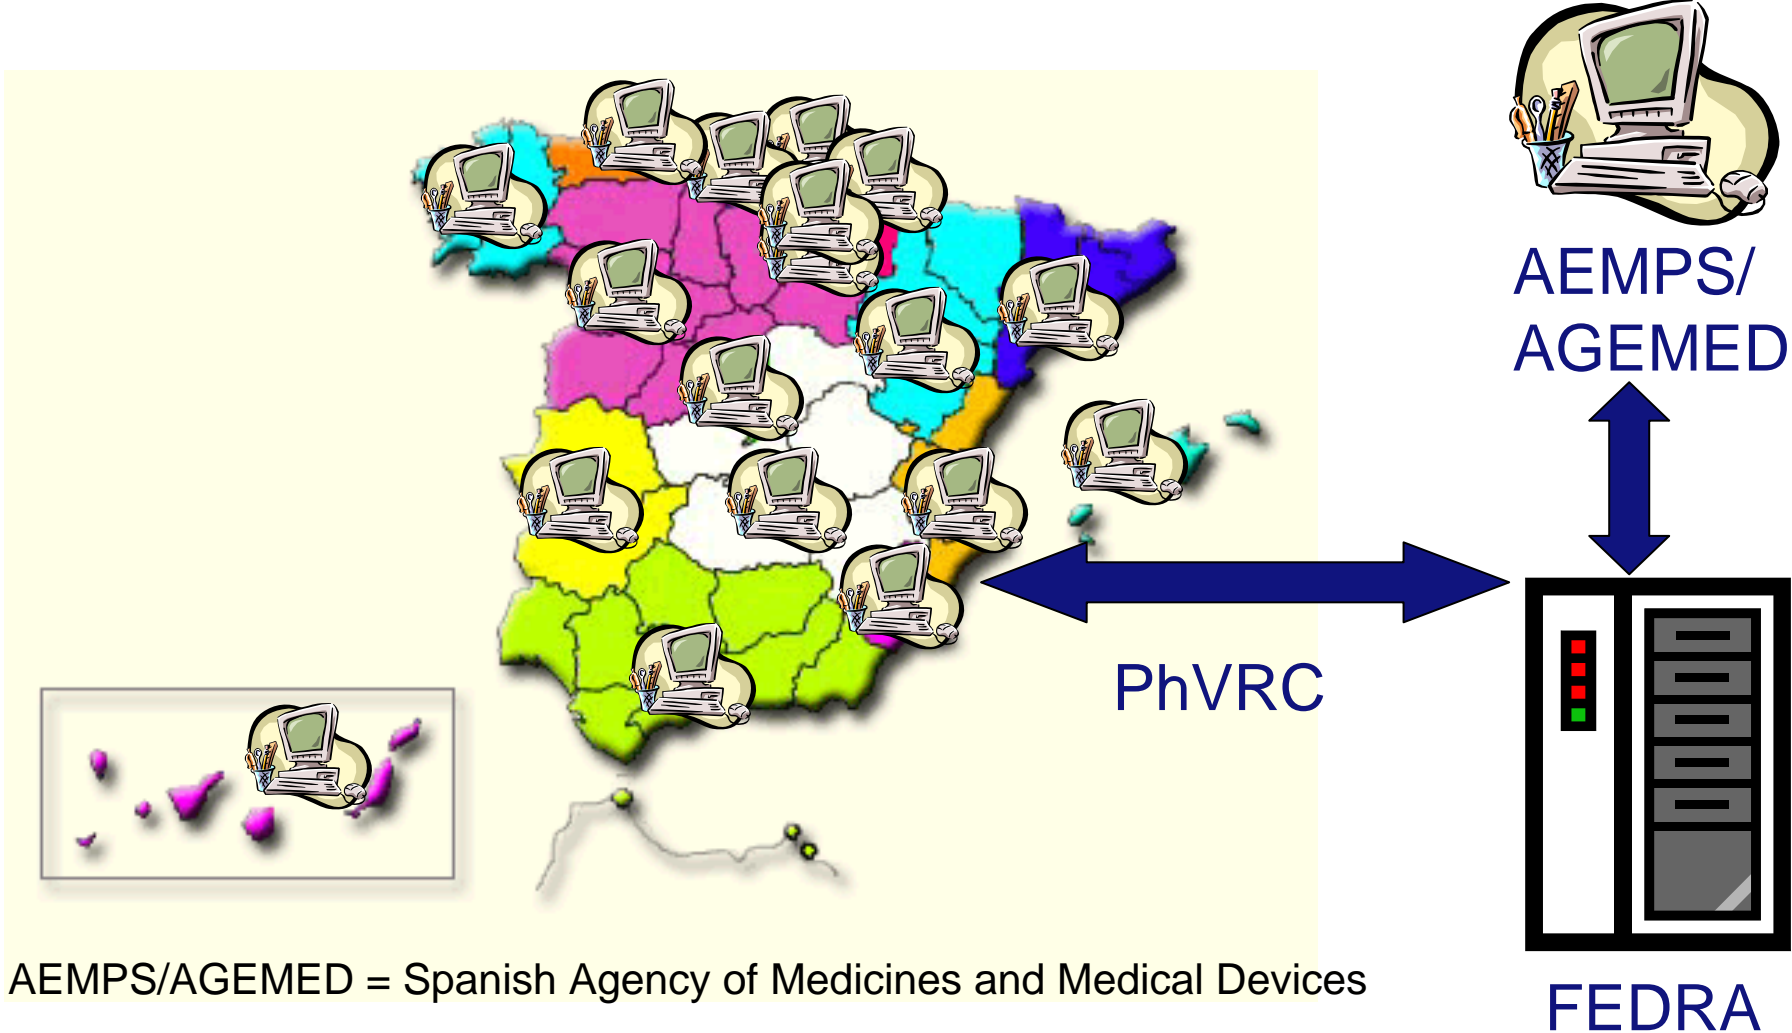 AEMPS/
AGEMED
PhVRC
AEMPS/AGEMED = Spanish Agency of Medicines and Medical Devices
FEDRA